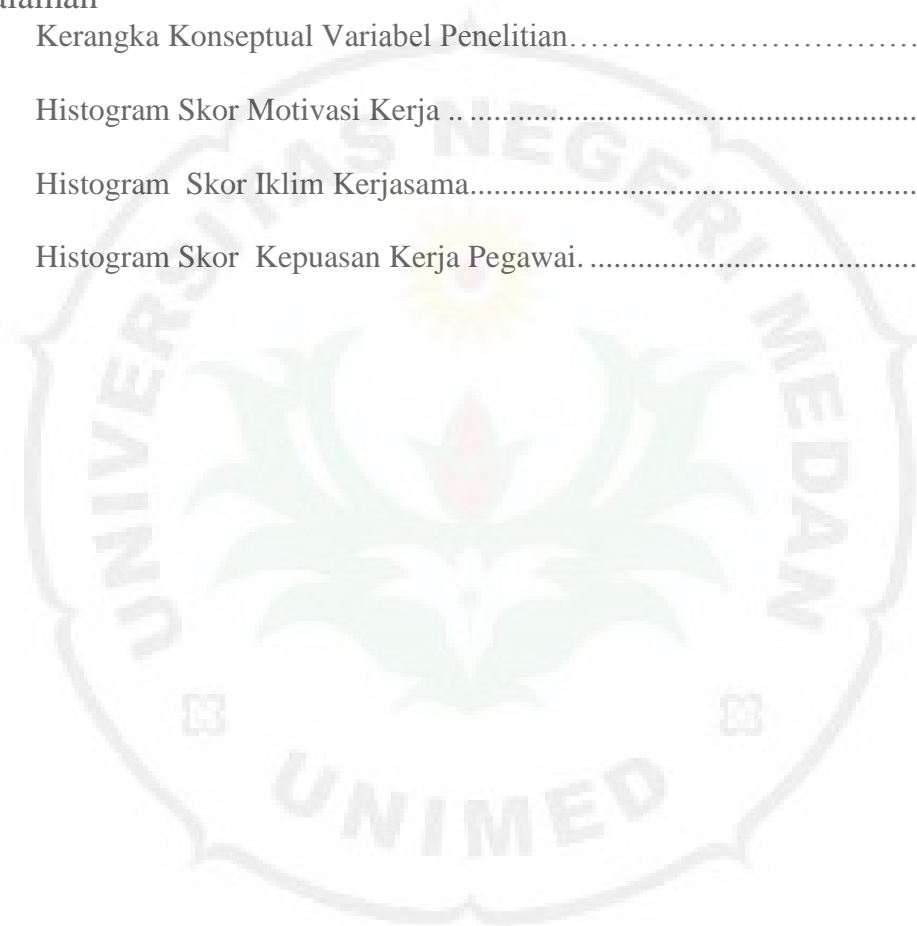 Kerangka Konseptual Variabel Penelitian……………………………
Histogram Skor Motivasi Kerja .. ..........................................................
Histogram  Skor Iklim Kerjasama..........................................................
Histogram Skor  Kepuasan Kerja Pegawai. ..........................................
UNIVERSITAS NEGERI MEDAN
UNIMED